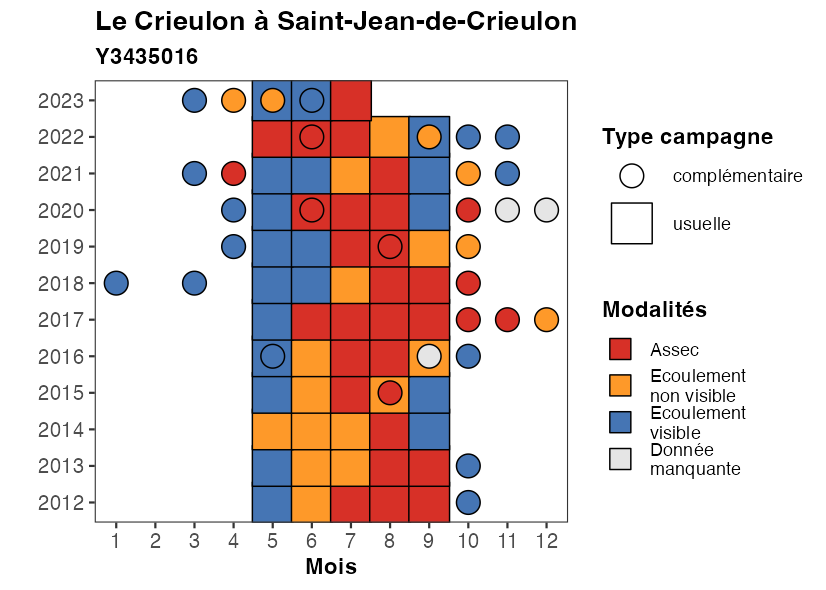 Le Crieulon à Saint-Jean-de-Crieulon
Y3435016
2023
2022
2021
2020
2019
2018
2017
2016
2015
2014
2013
2012
1 2 3 4 5 6 7 8 9 10 11 12
Mois
Type campagne
complémentaire
usuelle
Modalités
Assec
Ecoulement
non visible
Ecoulement
visible
Donnée
manquante